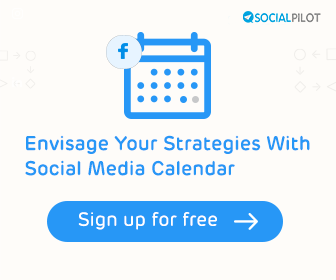 SOCIALPILOT
f
Envisage Your Strategies With
Social Media Calendar
Sign up for free